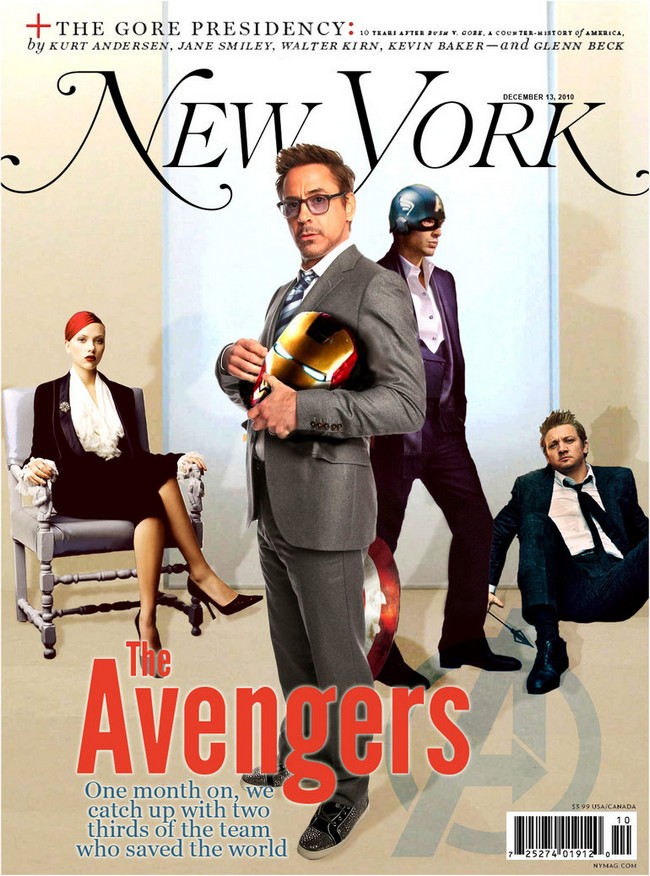 +THE GORE PRESIDENCY: 10 YEARS AFTER BUSH V. GORE, A COUNTER-HISTORY of AMERICA,
by KURT ANDERSEN, JANE SMILEY, WALTER KIRN, KEVIN BAKER—and GLENN BECK
DECEMBER 13, 2010
NEW YORK
The
Avengers
One month on, we
catch up with two
thirds of the team
who saved the world
$3.99 USA/CANADA
10
7 25274 01912 0
NYMAG.COM